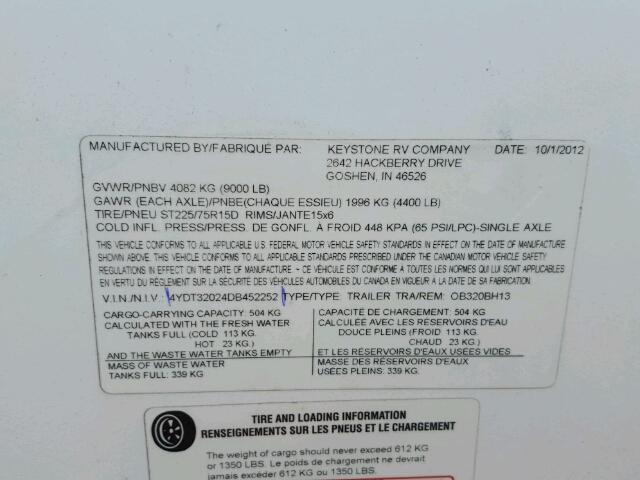 MANUFACTURED BY/FABRIQUÉ PAR: KEYSTONE RV COMPANY DATE: 10/1/2012
2642 HACKBERRY DRIVE
GOSHEN, IN 46526
GVWR/PNBV 4082 KG (9000 LB)
GAWR (EACH AXLE)/PNBE(CHAQUE ESSIEU) 1996 KG (4400 LB)
TIRE/PNEU ST225/75R15D RIMS/JANTE15x6
COLD INFL. PRESS/PRESS. DE GONFL. À FROID 448 KPA (65 PSI/LPC)-SINGLE AXLE
THIS VEHICLE CONFORMS TO ALL APPLICABLE U.S. FEDERAL MOTOR VEHICLE SAFETY STANDARDS IN EFFECT ON THE DATE OF MANUFACTURE
SHOWN ABOVE. THIS VEHICLE CONFORMS TO ALL APPLICABLE STANDARDS PRESCRIBED UNDER THE CANADIAN MOTOR VEHICLE SAFETY
REGULATIONS IN EFFECT ON THE DATE OF MANUFACTURE - CE VÉHICULE EST CONFORME À TOUTES LES NORMES QUI LUI SONT APPLICABLES
EN VERTU DU RÈGLEMENT SUR LA SÉCURITÉ DES VÉHICULES AUTOMOBILES DU CANADA EN VIGUEUR À LA DATE DE SA FABRICATION.
V.I.N./N.I.V.: 4YDT32024DB452252 TYPE/TYPE: TRAILER TRA/REM: OB320BH13
CARGO-CARRYING CAPACITY: 504 KG
CALCULATED WITH THE FRESH WATER
TANKS FULL (COLD 113 KG.
HOT 23 KG.)
AND THE WASTE WATER TANKS EMPTY
MASS OF WASTE WATER
TANKS FULL: 339 KG
CAPACITÉ DE CHARGEMENT: 504 KG
CALCULÉE AVEC LES RÉSERVOIRS D'EAU
DOUCE PLEINS (FROID 113 KG.
CHAUD 23 KG.)
ET LES RÉSERVOIRS D'EAUX USÉES VIDES
MASSE DES RÉSERVOIRS D'EAUX
USÉES PLEINS: 339 KG
TIRE AND LOADING INFORMATION
RENSEIGNEMENTS SUR LES PNEUS ET LE CHARGEMENT
The weight of cargo should never exceed 612 KG
or 1350 LBS. Le poids de chargement ne devrait
jamais excéder 612 KG ou 1350 LBS.